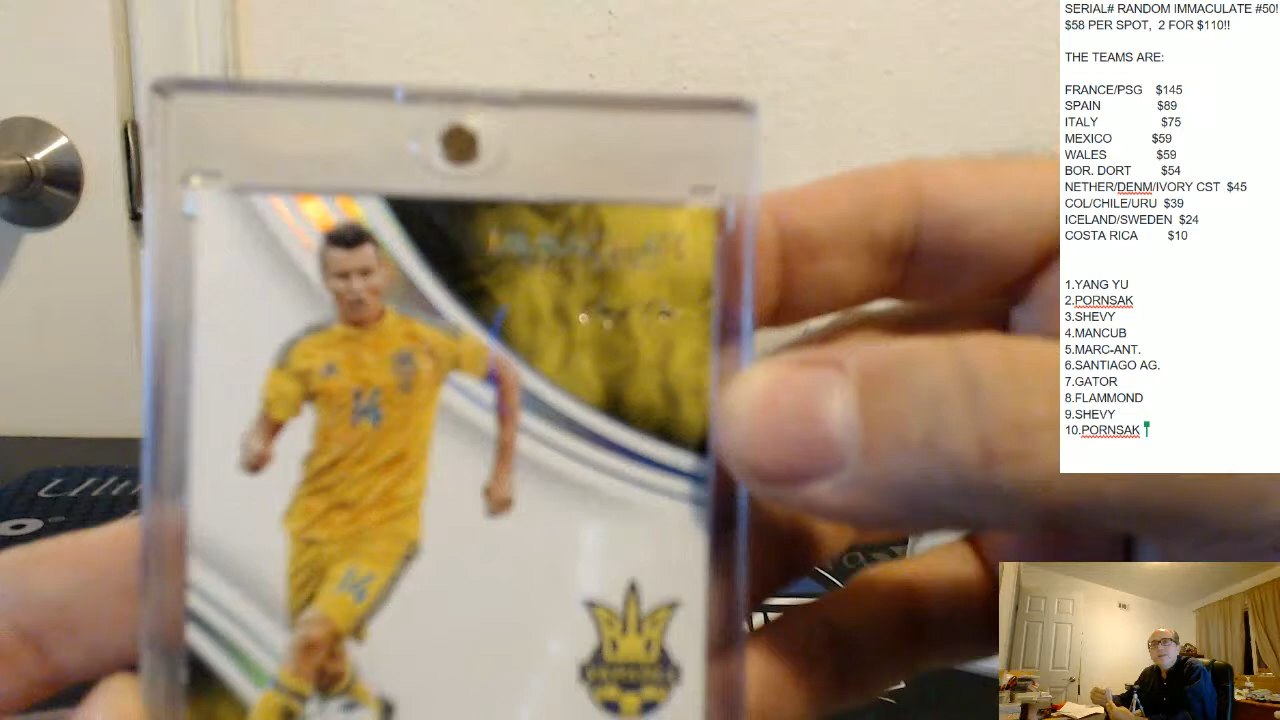 SERIAL# RANDOM IMMACULATE #50!
$58 PER SPOT, 2 FOR $110!!
THE TEAMS ARE:
FRANCE/PSG $145
SPAIN $89
ITALY $75
MEXICO $59
WALES $59
BOR. DORT $54
NETHER/DENM/IVORY CST $45
COL/CHILE/URU $39
ICELAND/SWEDEN $24
COSTA RICA $10
1.YANG YU
2.PORNSAK
3.SHEVY
4.MANCUB
5.MARC-ANT.
6.SANTIAGO AG.
7.GATOR
8.FLAMMOND
9.SHEVY
10.PORNSAK
14
14